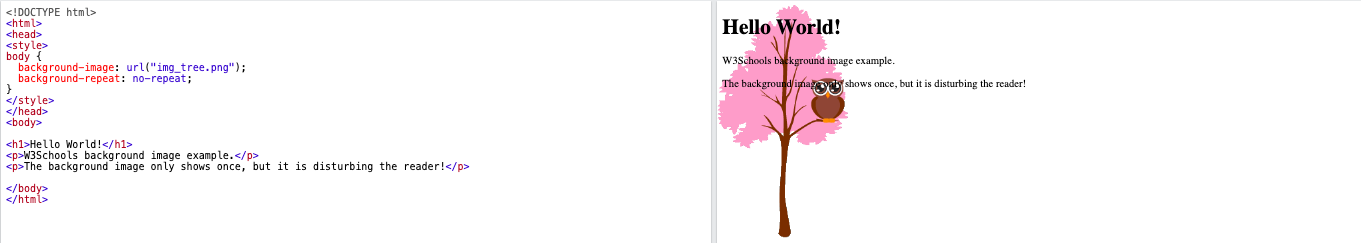 <!DOCTYPE html>
<html>
<head>
<style>
body {
  background-image: url("img_tree.png");
  background-repeat: no-repeat;
}
</style>
</head>
<body>

<h1>Hello World!</h1>
<p>W3Schools background image example.</p>
<p>The background image only shows once, but it is disturbing the reader!</p>

</body>
</html>
Hello World!
W3Schools background image example.
The background image only shows once, but it is disturbing the reader!